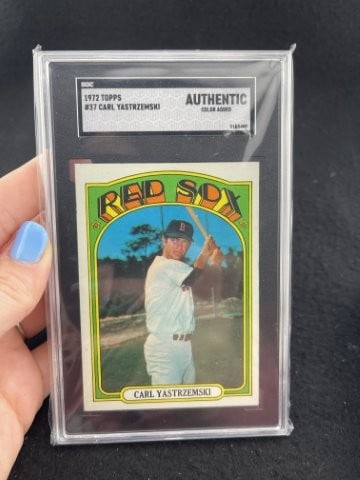 1972 TOPPS
#37 CARL YASTRZEMSKI
AUTHENTIC
COLOR ADDED
RED SOX
B
CARL YASTRZEMSKI